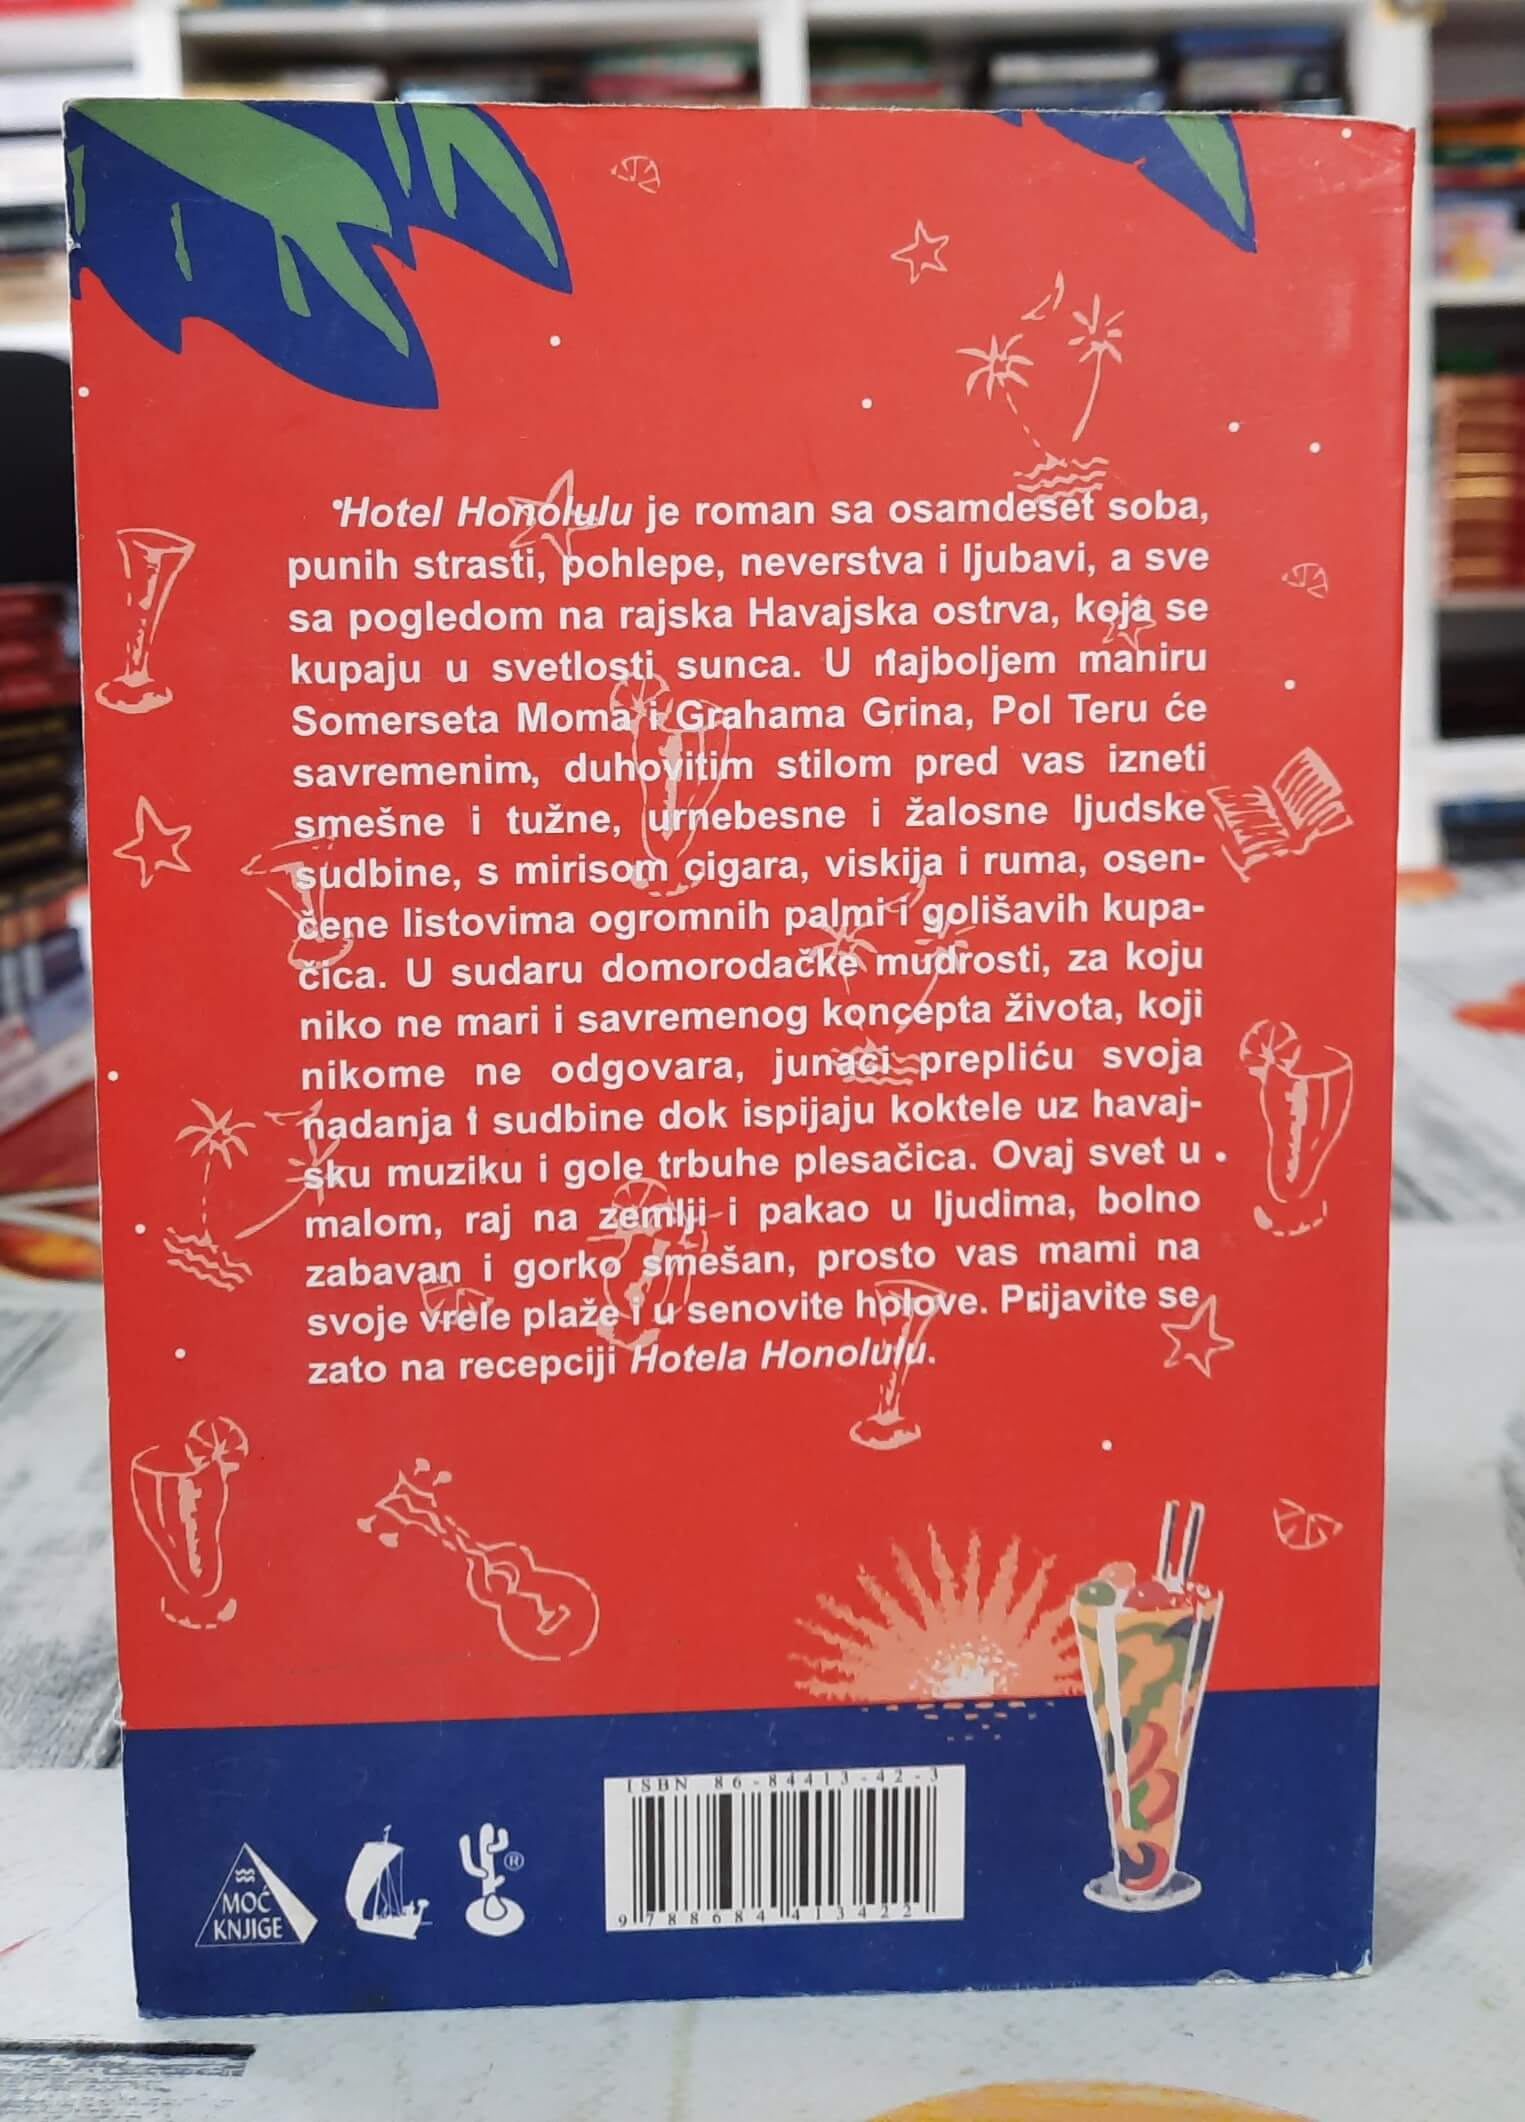 Hotel Honolulu je roman sa osamdeset soba,
punih strasti, pohlepe, neverstva i ljubavi, a sve
sa pogledom na rajska Havajska ostrva, koja se
kupaju u svetlosti sunca. U najboljem maniru
Somerseta Moma i Grahama Grina, Pol Teru će
savremenim, duhovitim stilom pred vas izneti
smešne i tužne, urnebesne i žalosne ljudske
sudbine, s mirisom cigara, viskija i ruma, osen-
čene listovima ogromnih palmi i golišavih kupa-
čica. U sudaru domorodačke mudrosti, za koju
niko ne mari i savremenog koncepta života, koji
nikome ne odgovara, junaci prepliću svoja
nadanja i sudbine dok ispijaju koktele uz havaj-
sku muziku i gole trbuhe plesačica. Ovaj svet u
malom, raj na zemlji i pakao u ljudima, bolno
zabavan i gorko smešan, prosto vas mami na
svoje vrele plaže i u senovite holove. Prijavite se
zato na recepciji Hotela Honolulu.
ISBN 86-84413-42-3
9788684413422
MOĆ
KNJIGE
®